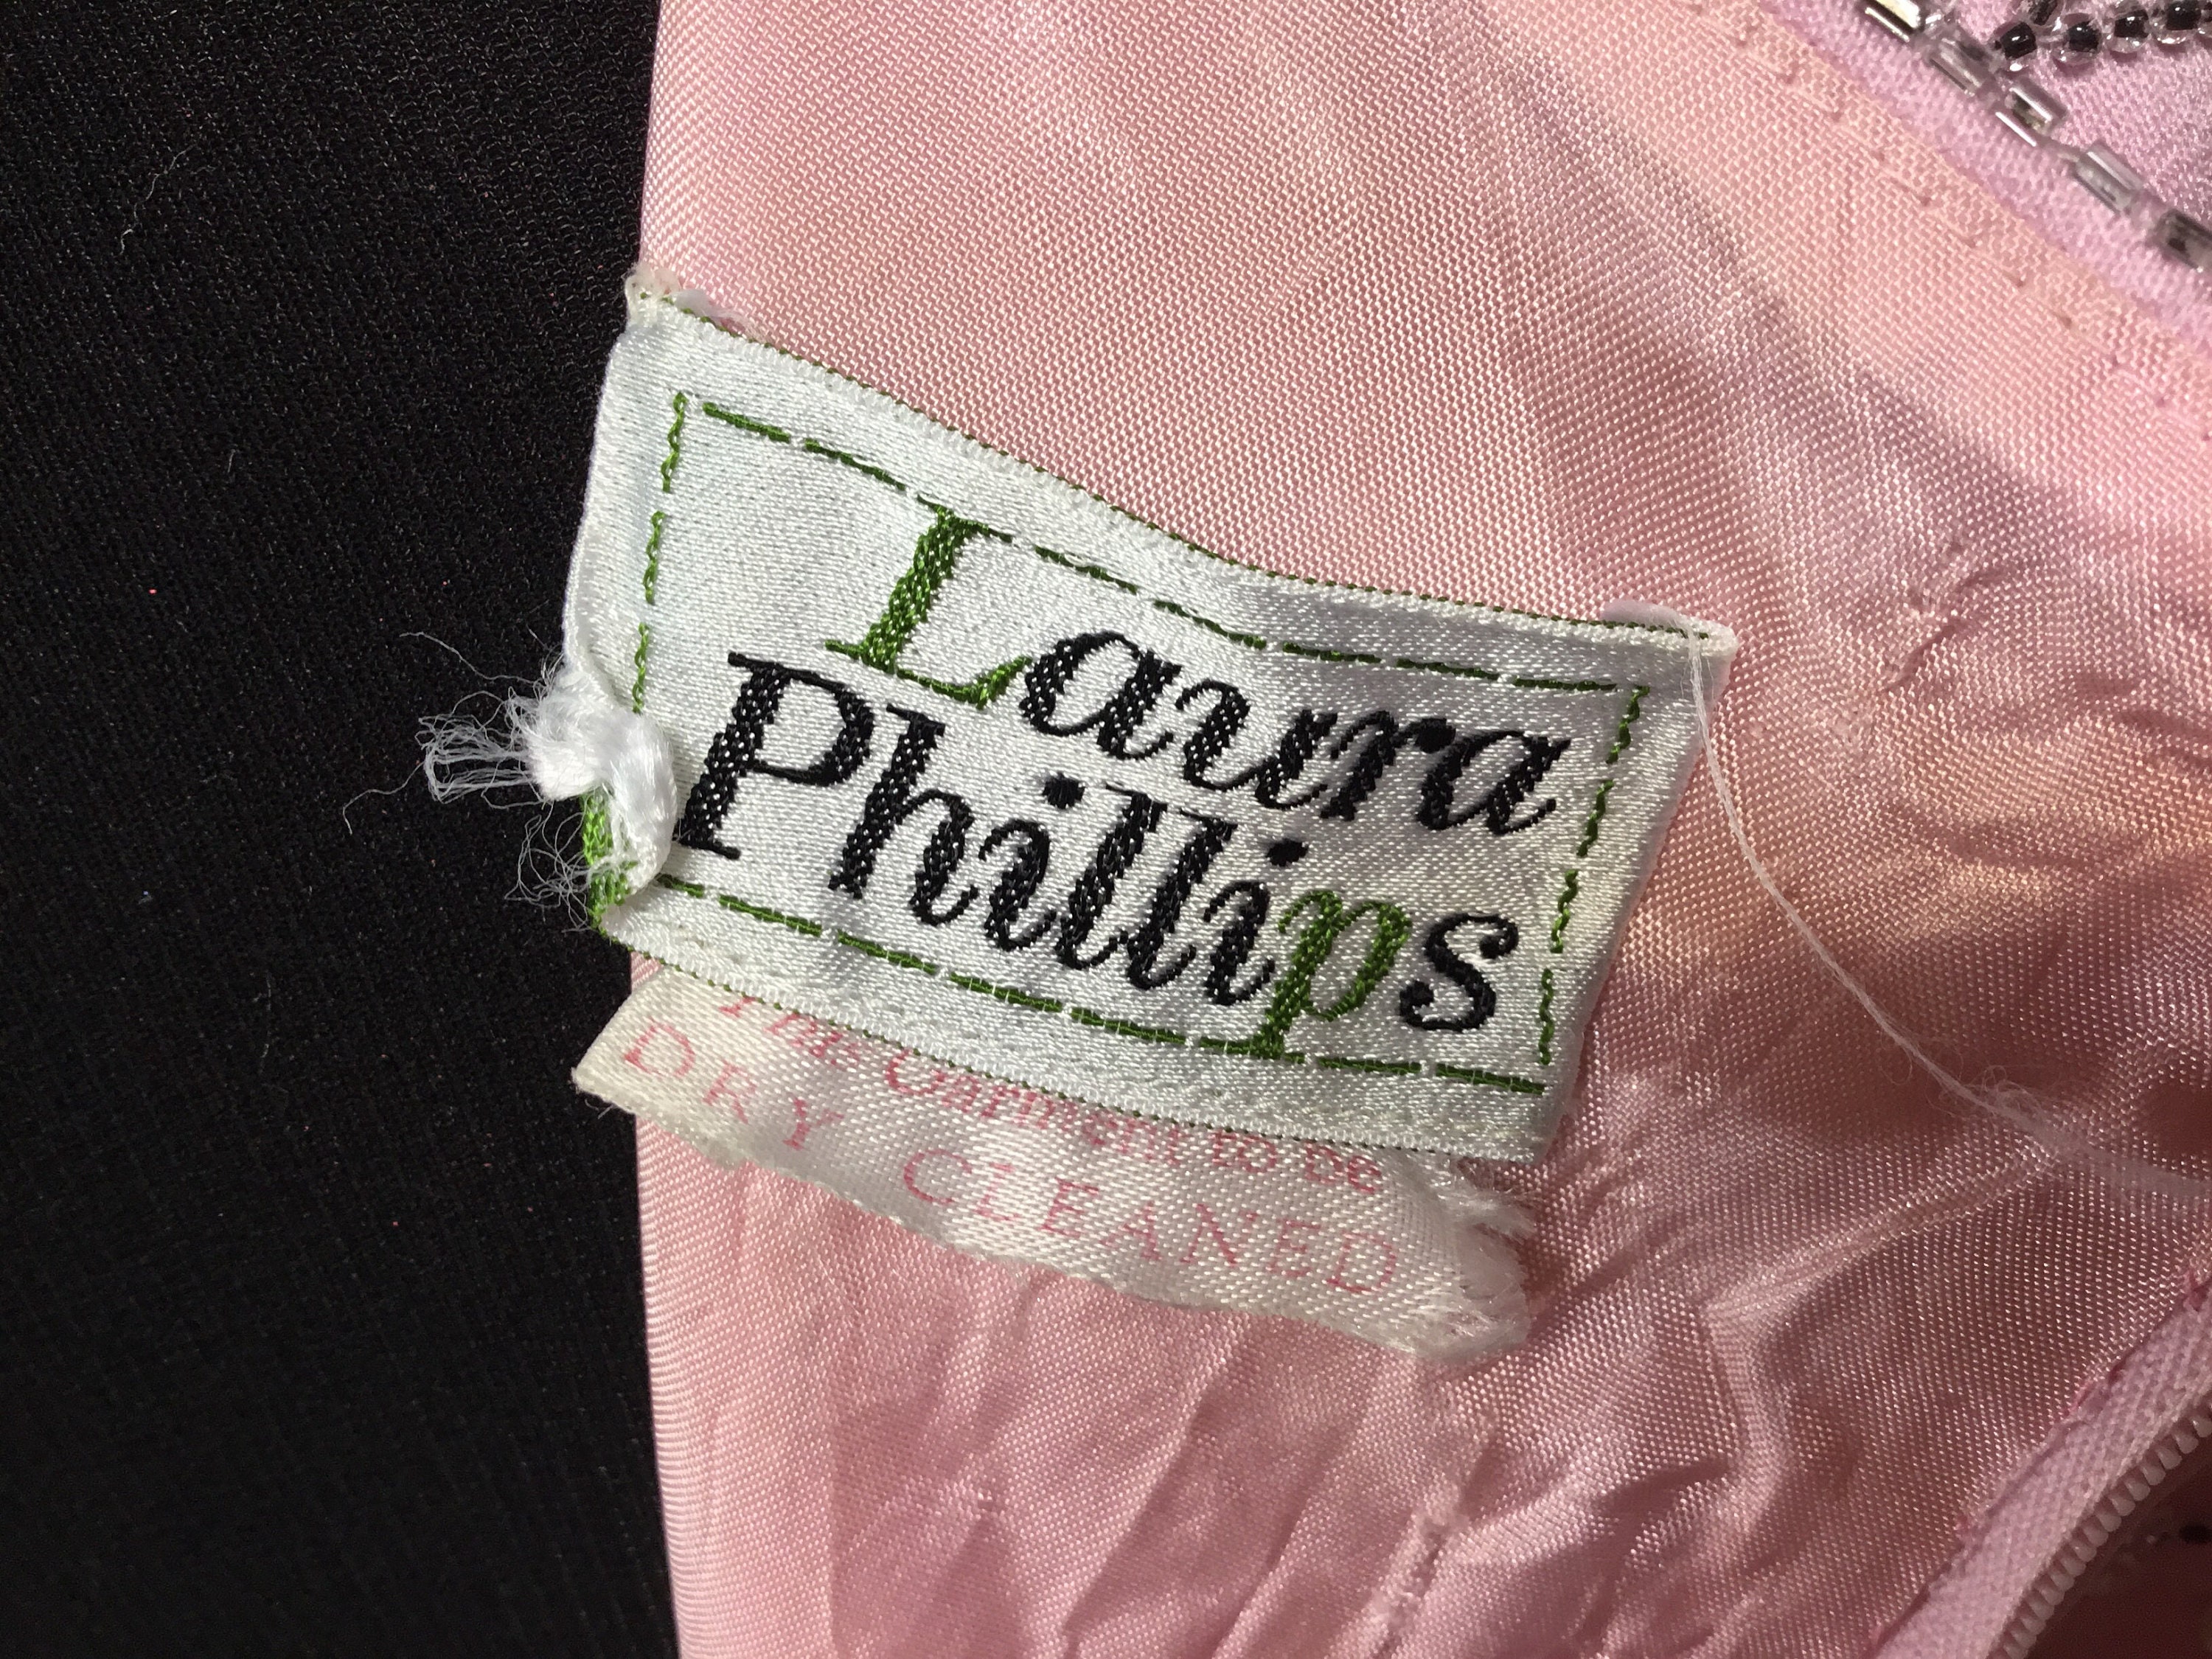 Laura
Phillips
This Garment to be
DRY CLEANED